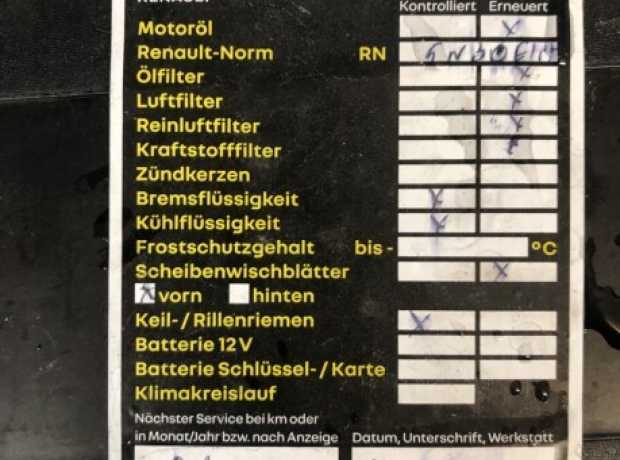 Kontrolliert Erneuert
Motoröl x
Renault-Norm RN
Ölfilter x
Luftfilter x
Reinluftfilter x
Kraftstofffilter x
Zündkerzen
Bremsflüssigkeit x
Kühlflüssigkeit x
Frostschutzgehalt bis - °C
Scheibenwischblätter x
x vorn hinten
Keil-/Rillenriemen x
Batterie 12 V
Batterie Schlüssel-/Karte
Klimakreislauf
Nächster Service bei km oder
in Monat/Jahr bzw. nach Anzeige Datum, Unterschrift, Werkstatt